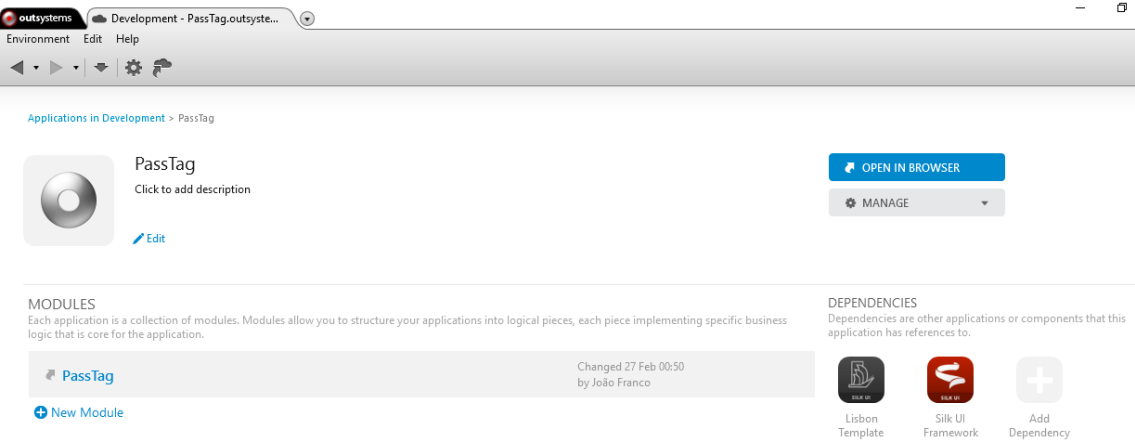 outsystems
Development - PassTag.outsyste...
Environment Edit Help
Applications in Development > PassTag
PassTag
Click to add description
Edit
OPEN IN BROWSER
MANAGE
MODULES
Each application is a collection of modules. Modules allow you to structure your applications into logical pieces, each piece implementing specific business
logic that is core for the application.
PassTag
Changed 27 Feb 00:50
by João Franco
New Module
DEPENDENCIES
Dependencies are other applications or components that this
application has references to.
SILK UI
SILK UI
Lisbon
Template
Silk UI
Framework
Add
Dependency